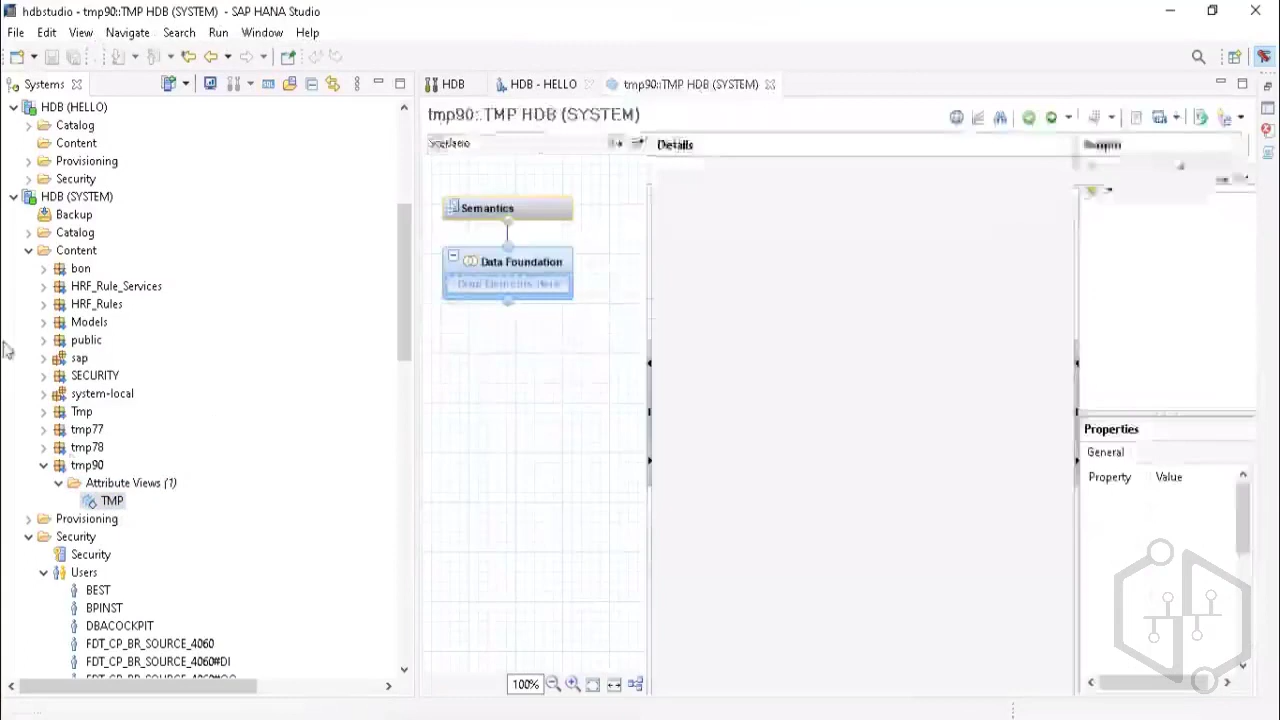 hdbstudio - tmp90::TMP HDB (SYSTEM) - SAP HANA Studio
File Edit View Navigate Search Run Window Help
Systems
HDB (HELLO)
Catalog
Content
Provisioning
Security
HDB (SYSTEM)
Backup
Catalog
Content
bon
HRF_Rule_Services
HRF_Rules
Models
public
sap
SECURITY
system-local
Tmp
tmp77
tmp78
tmp90
Attribute Views (1)
TMP
Provisioning
Security
Security
Users
BEST
BPINST
DBACOCKPIT
FDT_CP_BR_SOURCE_4060
FDT_CP_BR_SOURCE_4060#DI
HDB
HDB - HELLO
tmp90::TMP HDB (SYSTEM)
tmp90::TMP HDB (SYSTEM)
Details
Semantics
Data Foundation
Drop Elements Here
100%
Properties
General
Property Value